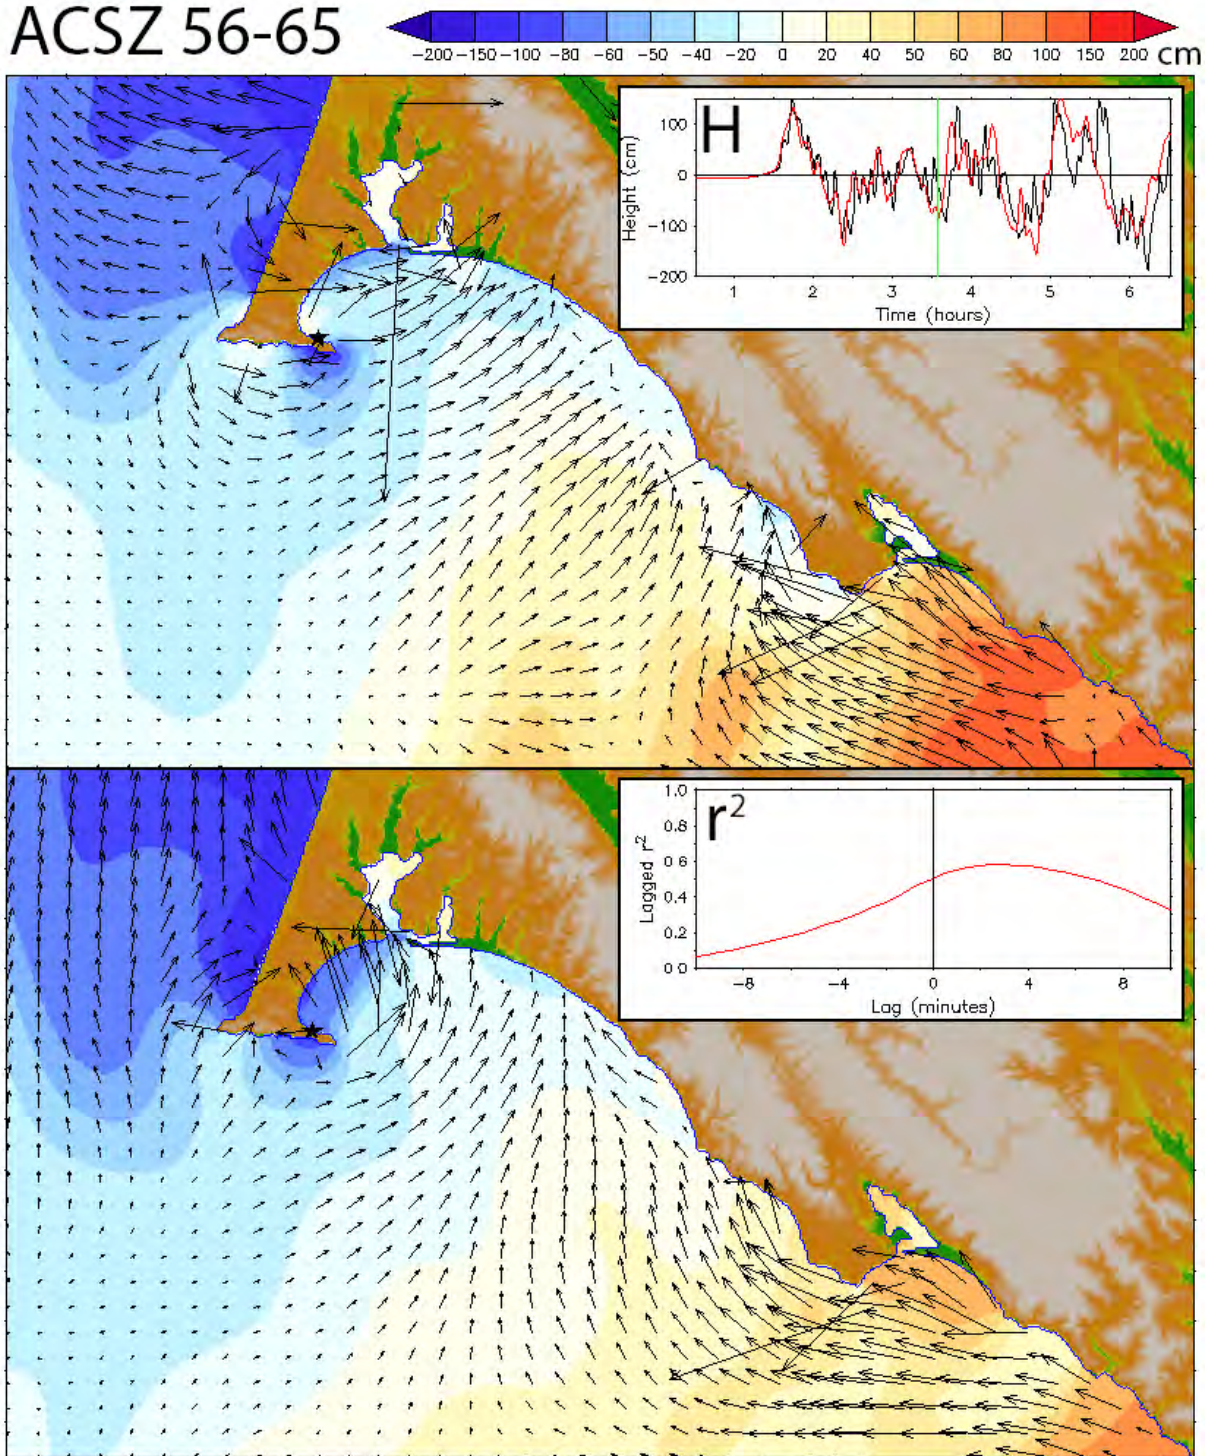 ACSZ 56-65
-200 -150 -100 -80 -60 -50 -40 -20 0 20 40 50 60 80 100 150 200 cm
H
Height (cm)
100
0
-100
-200
1 2 3 4 5 6
Time (hours)
r²
Lagged r²
1.0
0.8
0.6
0.4
0.2
0.0
-8 -4 0 4 8
Lag (minutes)